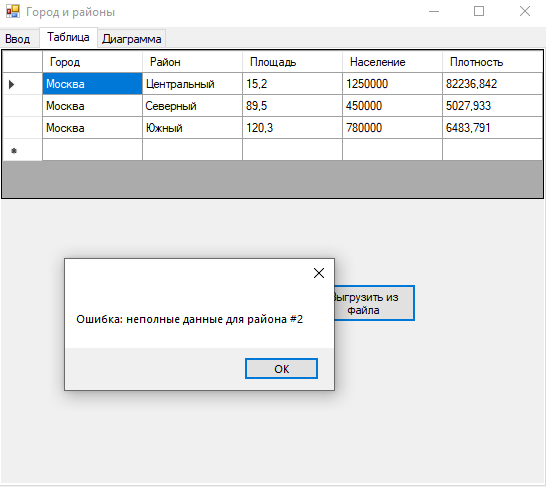 Город и районы
Ввод Таблица Диаграмма
Город Район Площадь Население Плотность
Москва Центральный 15,2 1250000 82236,842
Москва Северный 89,5 450000 5027,933
Москва Южный 120,3 780000 6483,791
Выгрузить из
файла
Ошибка: неполные данные для района #2
OK